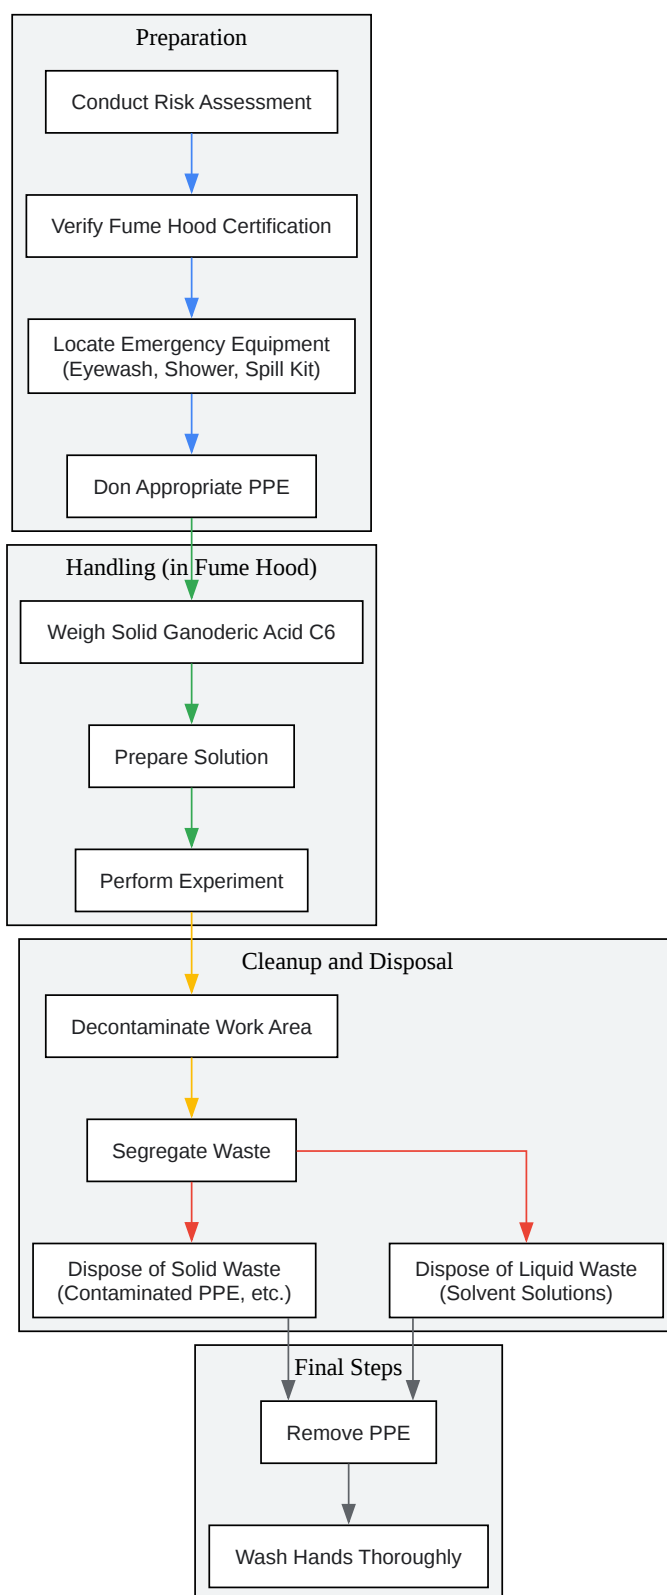 Preparation
Conduct Risk Assessment
Verify Fume Hood Certification
Locate Emergency Equipment
(Eyewash, Shower, Spill Kit)
Don Appropriate PPE
Handling (in Fume Hood)
Weigh Solid Ganoderic Acid C6
Prepare Solution
Perform Experiment
Cleanup and Disposal
Decontaminate Work Area
Segregate Waste
Dispose of Solid Waste
(Contaminated PPE, etc.)
Dispose of Liquid Waste
(Solvent Solutions)
Final Steps
Remove PPE
Wash Hands Thoroughly